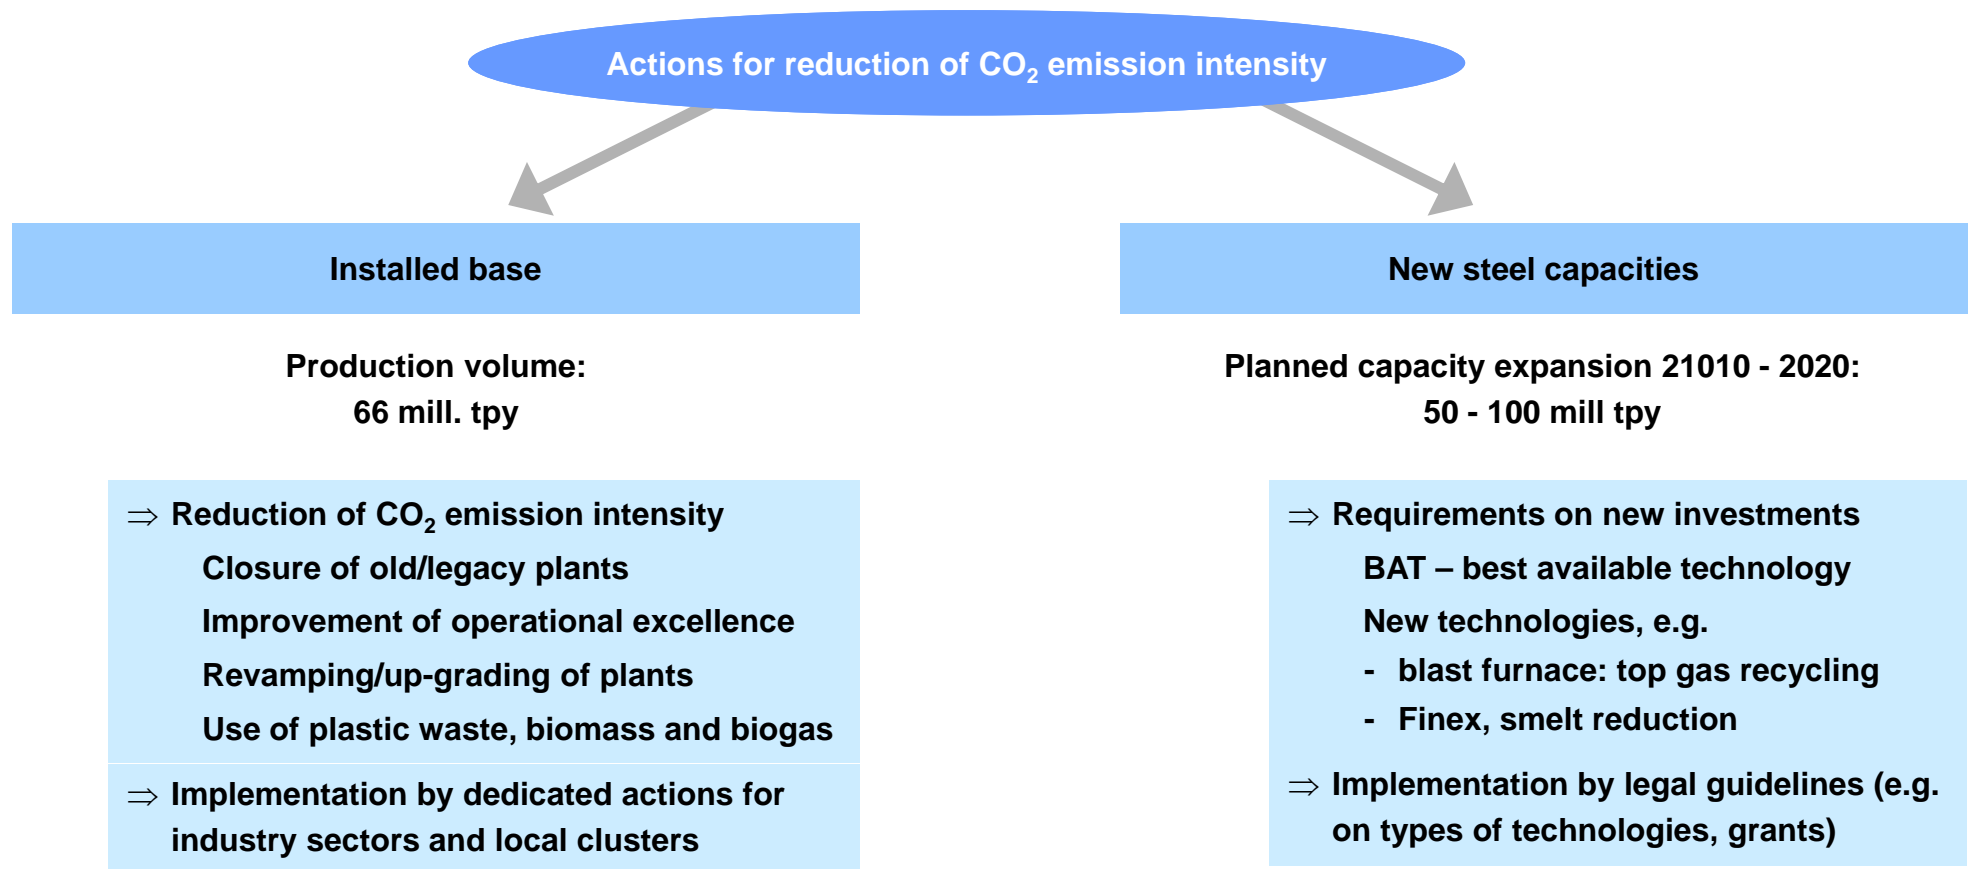 Actions for reduction of CO₂ emission intensity
Installed base
Production volume:
66 mill. tpy
⇒ Reduction of CO₂ emission intensity
Closure of old/legacy plants
Improvement of operational excellence
Revamping/up-grading of plants
Use of plastic waste, biomass and biogas
⇒ Implementation by dedicated actions for
industry sectors and local clusters
New steel capacities
Planned capacity expansion 21010 - 2020:
50 - 100 mill tpy
⇒ Requirements on new investments
BAT – best available technology
New technologies, e.g.
- blast furnace: top gas recycling
- Finex, smelt reduction
⇒ Implementation by legal guidelines (e.g.
on types of technologies, grants)